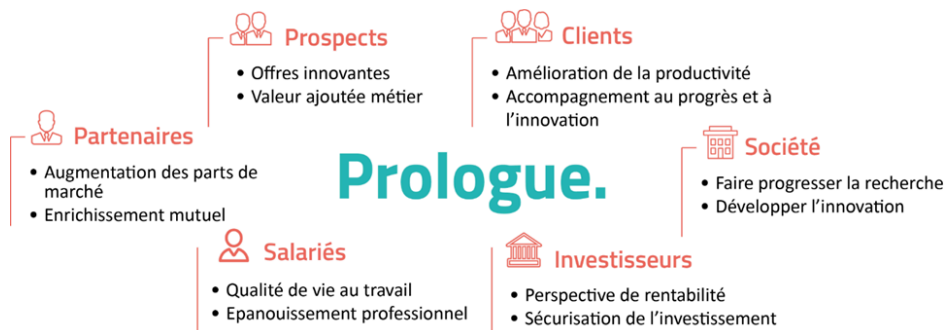 Prospects
• Offres innovantes
• Valeur ajoutée métier
Clients
• Amélioration de la productivité
• Accompagnement au progrès et à
l’innovation
Partenaires
• Augmentation des parts de
marché
• Enrichissement mutuel
Prologue.
Société
• Faire progresser la recherche
• Développer l’innovation
Salariés
• Qualité de vie au travail
• Epanouissement professionnel
Investisseurs
• Perspective de rentabilité
• Sécurisation de l’investissement